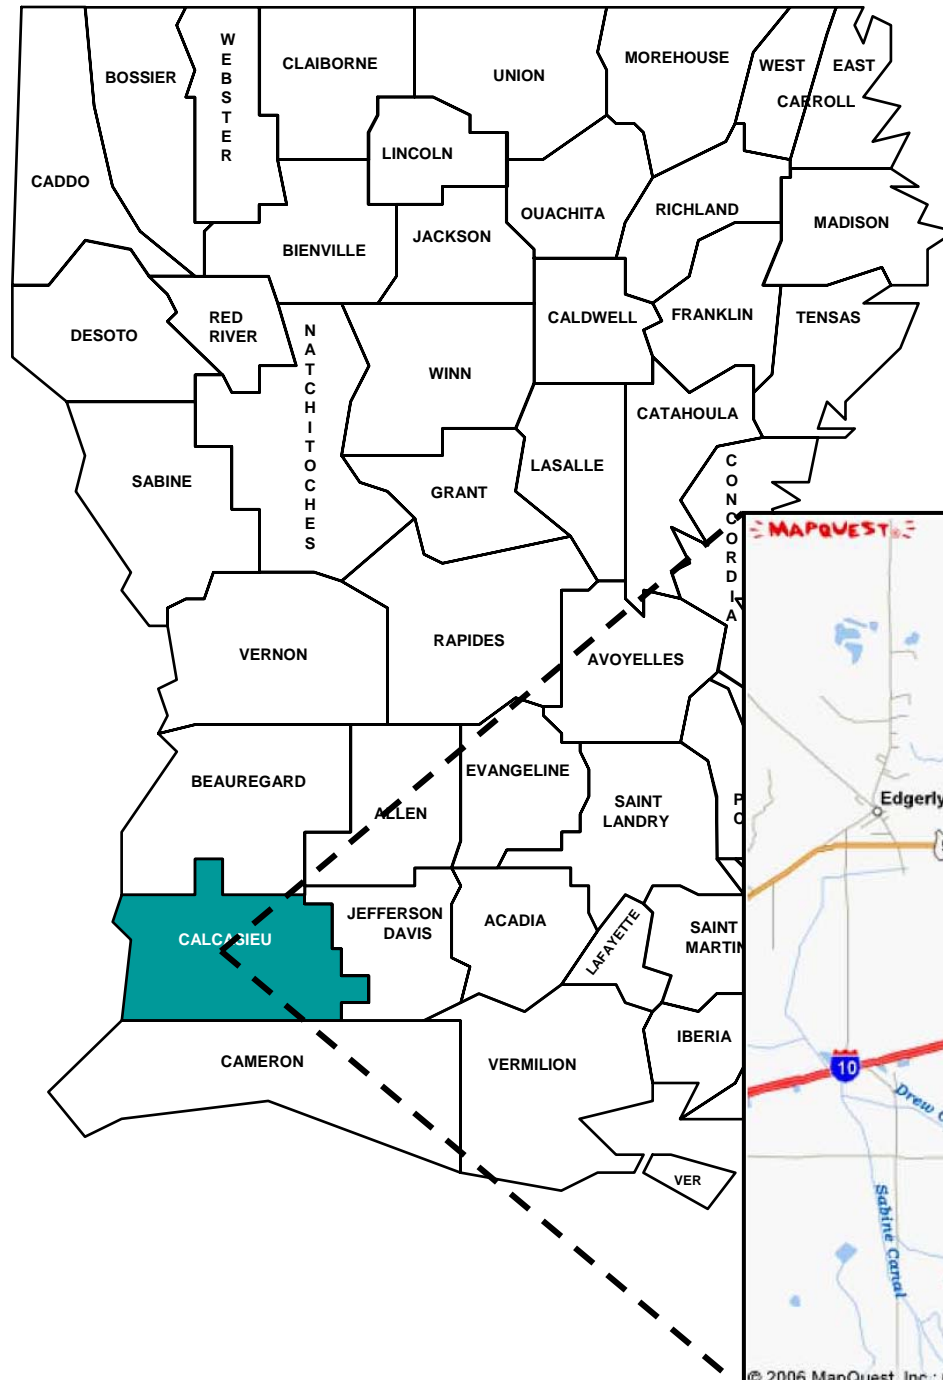 WEBSTER
CLAIBORNE
MOREHOUSE
UNION
WEST
EAST
BOSSIER
CARROLL
LINCOLN
CADDO
OUACHITA
RICHLAND
MADISON
JACKSON
BIENVILLE
RED
RIVER
CALDWELL
FRANKLIN
TENSAS
DESOTO
NATCHITOCHES
WINN
CATAHOULA
LASALLE
SABINE
GRANT
CONCORDIA
MAPQUEST
RAPIDES
VERNON
AVOYELLES
EVANGELINE
BEAUREGARD
ALLEN
SAINT
LANDRY
P
C
Edgerly
JEFFERSON
DAVIS
ACADIA
LAFAYETTE
SAINT
MARTIN
CALCASIEU
IBERIA
CAMERON
VERMILION
10
Drew
Sabine Canal
VER
© 2006 MapQuest, Inc.;